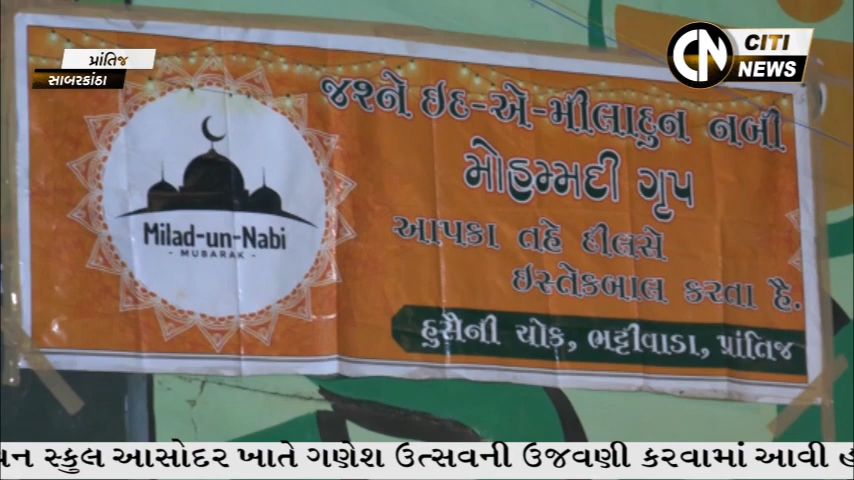 પ્રાંતિજ
સાબરકાંઠા
CN CITI NEWS
જશ્ને ઇદ-એ-મીલાદુન નબી
મોહમ્મદી ગૃપ
આપકા તહે દીલસે
ઇસ્તેકબાલ કરતા હૈ.
Milad-un-Nabi
- MUBARAK -
હુસૈની ચોક, ભટ્ટીવાડા, પ્રાંતિજ
સ્કુલ આસોદર ખાતે ગણેશ ઉત્સવની ઉજવણી કરવામાં આવી